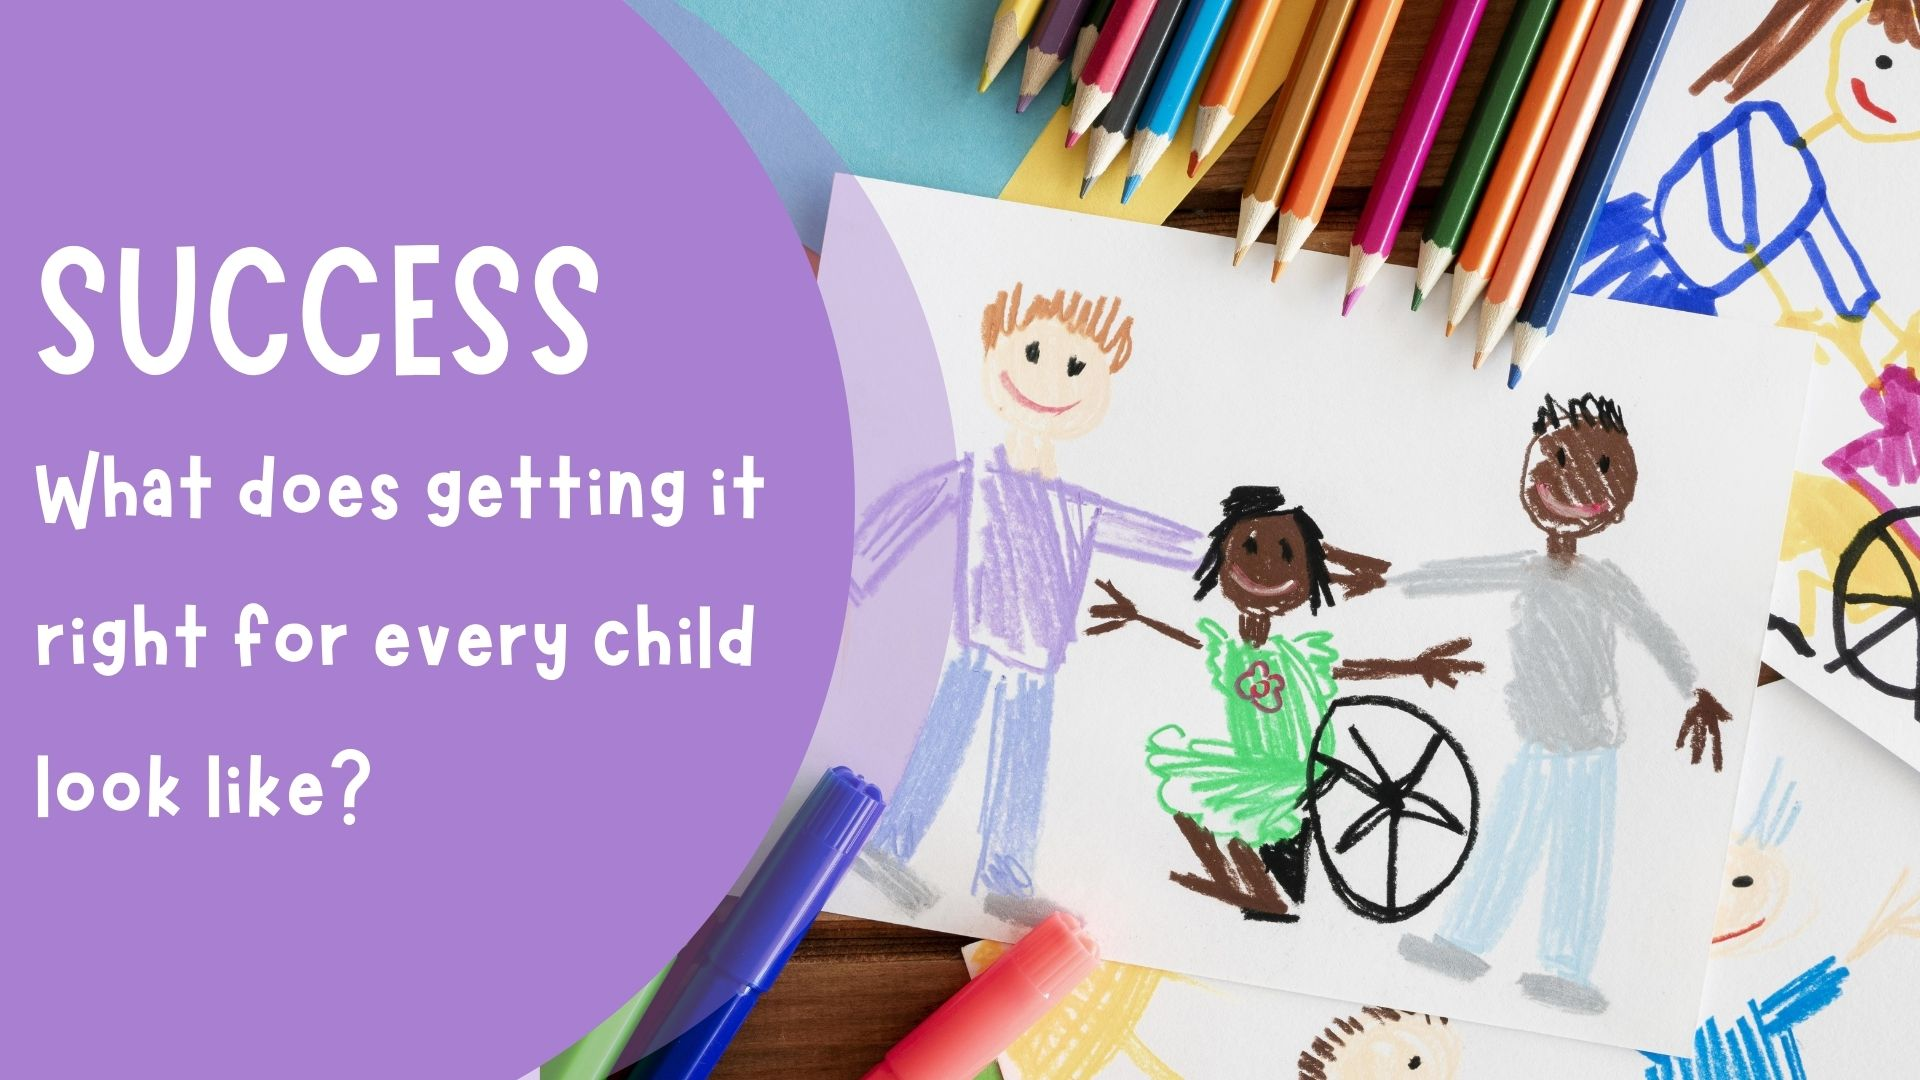 SUCCESS
What does getting it
right for every child
look like?